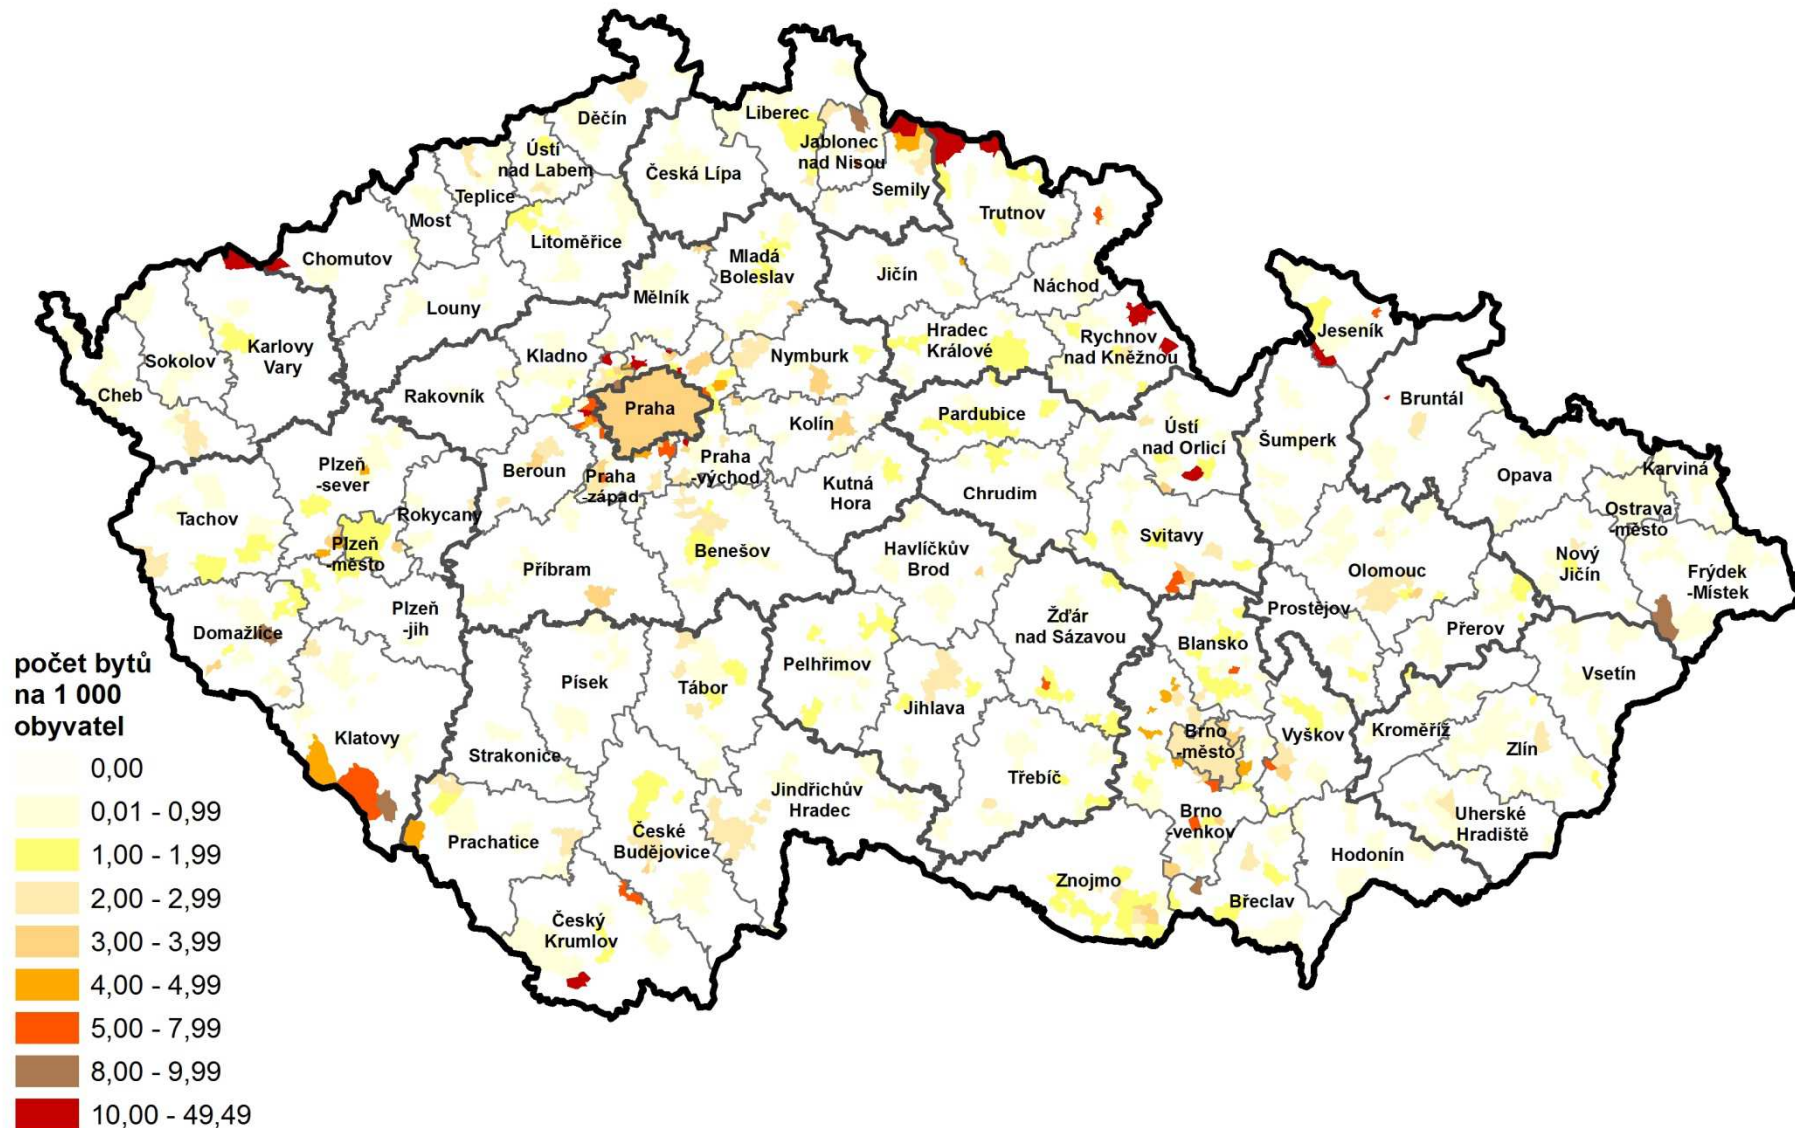 Děčín
Liberec
Ústí
nad Labem
Jablonec
nad Nisou
Teplice
Česká Lípa
Semily
Most
Trutnov
Litoměřice
Chomutov
Mladá
Boleslav
Jičín
Náchod
Mělník
Louny
Jeseník
Hradec
Králové
Rychnov
nad Kněžnou
Karlovy
Vary
Sokolov
Kladno
Nymburk
Cheb
Rakovník
Praha
Bruntál
Pardubice
Kolín
Ústí
nad Orlicí
Šumperk
Plzeň
-sever
Beroun
Praha
-západ
Praha
-východ
Kutná
Hora
Chrudim
Opava
Karviná
Tachov
Rokycany
Ostrava
-město
Plzeň
-město
Benešov
Havlíčkův
Brod
Svitavy
Příbram
Olomouc
Nový
Jičín
Frýdek
-Místek
Plzeň
-jih
Žďár
nad Sázavou
Prostějov
Přerov
Domažlice
Blansko
Pelhřimov
Písek
Tábor
Vsetín
Jihlava
Klatovy
Strakonice
Brno
-město
Vyškov
Kroměříž
Zlín
Třebíč
Jindřichův
Hradec
Prachatice
České
Budějovice
Brno
-venkov
Uherské
Hradiště
Hodonín
Znojmo
Břeclav
Český
Krumlov
počet bytů
na 1 000
obyvatel
0,00
0,01 - 0,99
1,00 - 1,99
2,00 - 2,99
3,00 - 3,99
4,00 - 4,99
5,00 - 7,99
8,00 - 9,99
10,00 - 49,49